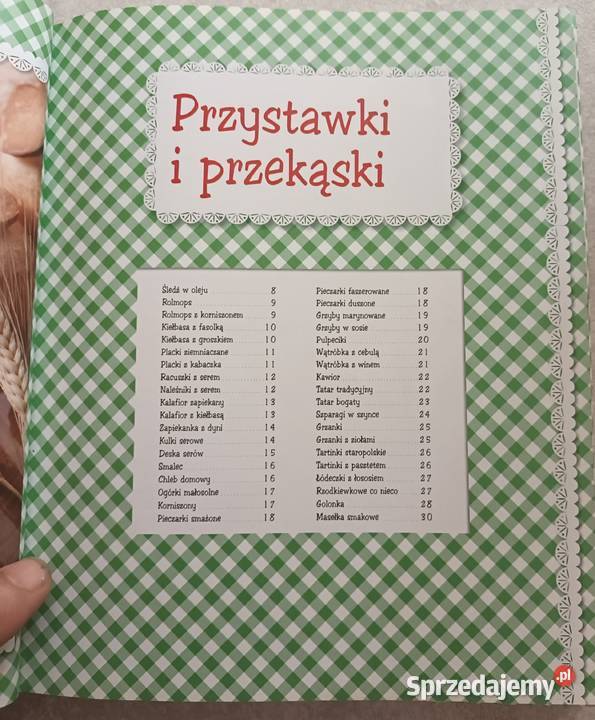 Przystawki
i przekąski
Śledź w oleju 8
Rolmops 9
Rolmops z korniszonem 9
Kiełbasa z fasolką 10
Kiełbasa z groszkiem 10
Placki ziemniaczane 11
Placki z kabaczka 11
Racuszki z serem 12
Naleśniki z serem 12
Kalafior zapiekany 13
Kalafior z kiełbasą 13
Zapiekanka z dyni 14
Kulki serowe 14
Deska serów 15
Smalec 16
Chleb domowy 16
Ogórki małosolne 17
Korniszony 17
Pieczarki smażone 18
Pieczarki faszerowane 18
Pieczarki duszone 18
Grzyby marynowane 19
Grzyby w sosie 19
Pulpeciki 20
Wątróbka z cebulą 21
Wątróbka z winem 21
Kawior 22
Tatar tradycyjny 22
Tatar bogaty 23
Szparagi w szynce 24
Grzanki 25
Grzanki z ziołami 25
Tartinki staropolskie 26
Tartinki z pasztetem 26
Łódeczki z łososiem 27
Rzodkiewkowe co nieco 27
Golonka 28
Masełka smakowe 30
Sprzedajemy.pl